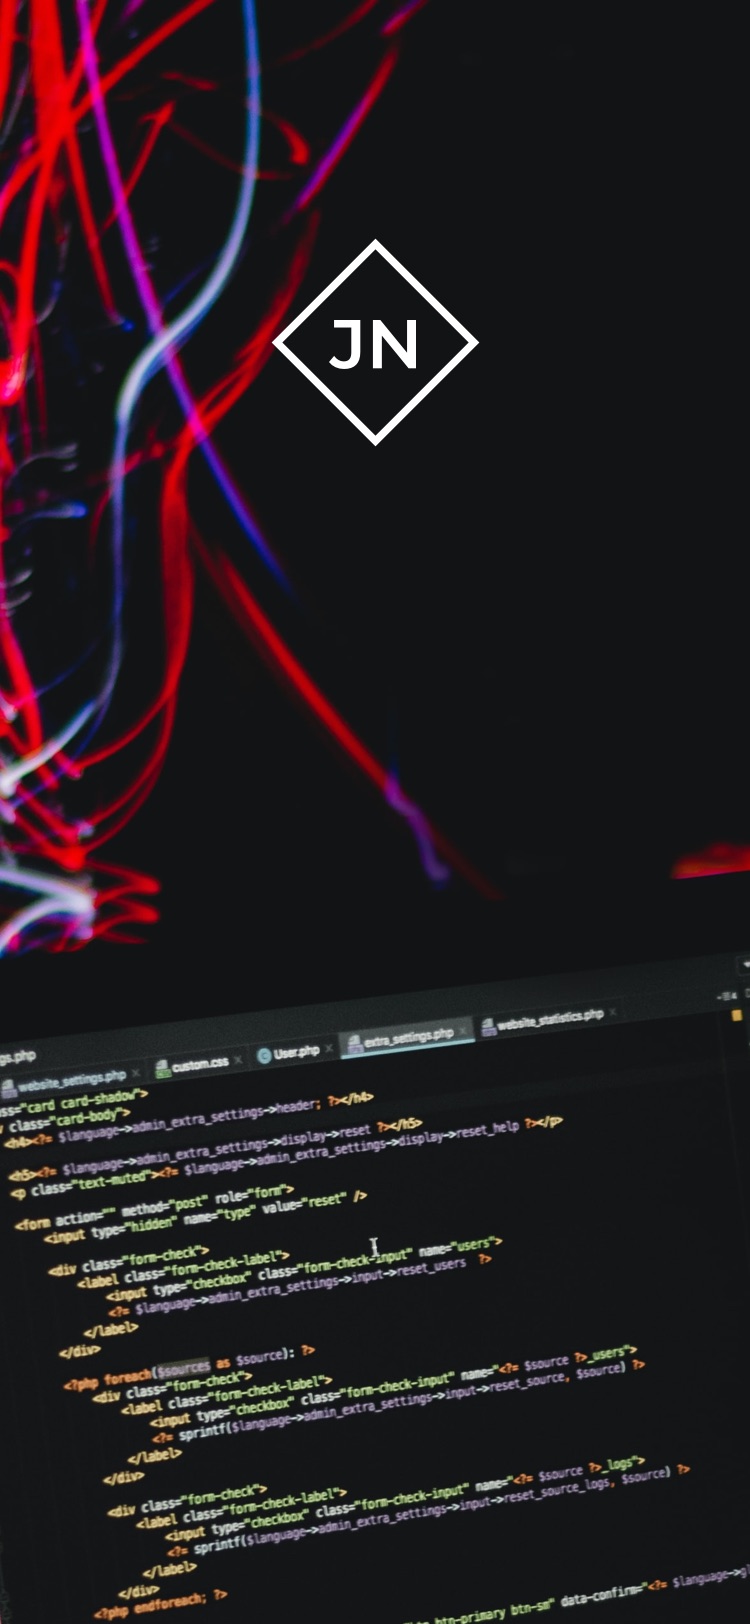 JN
gs.php
website_settings.php × custom.css × User.php × extra_settings.php × website_statistics.php ×
ss="card card-shadow">
class="card-body">
<h4><?= $language->admin_extra_settings->header; ?></h4>
<h5><?= $language->admin_extra_settings->display->reset ?></h5>
<p class="text-muted"><?= $language->admin_extra_settings->display->reset_help ?></p>
<form action="" method="post" role="form">
<input type="hidden" name="type" value="reset" />
<div class="form-check">
<label class="form-check-label">
<input type="checkbox" class="form-check-input" name="users">
<?= $language->admin_extra_settings->input->reset_users ?>
</label>
</div>
<?php foreach($sources as $source): ?>
<div class="form-check">
<label class="form-check-label">
<input type="checkbox" class="form-check-input" name="<?= $source ?>_users">
<?= sprintf($language->admin_extra_settings->input->reset_source, $source) ?>
</label>
</div>
<div class="form-check">
<label class="form-check-label">
<input type="checkbox" class="form-check-input" name="<?= $source ?>_logs">
<?= sprintf($language->admin_extra_settings->input->reset_source_logs, $source) ?>
</label>
</div>
<?php endforeach; ?>
btn-primary btn-sm" data-confirm="<?= $language->gl